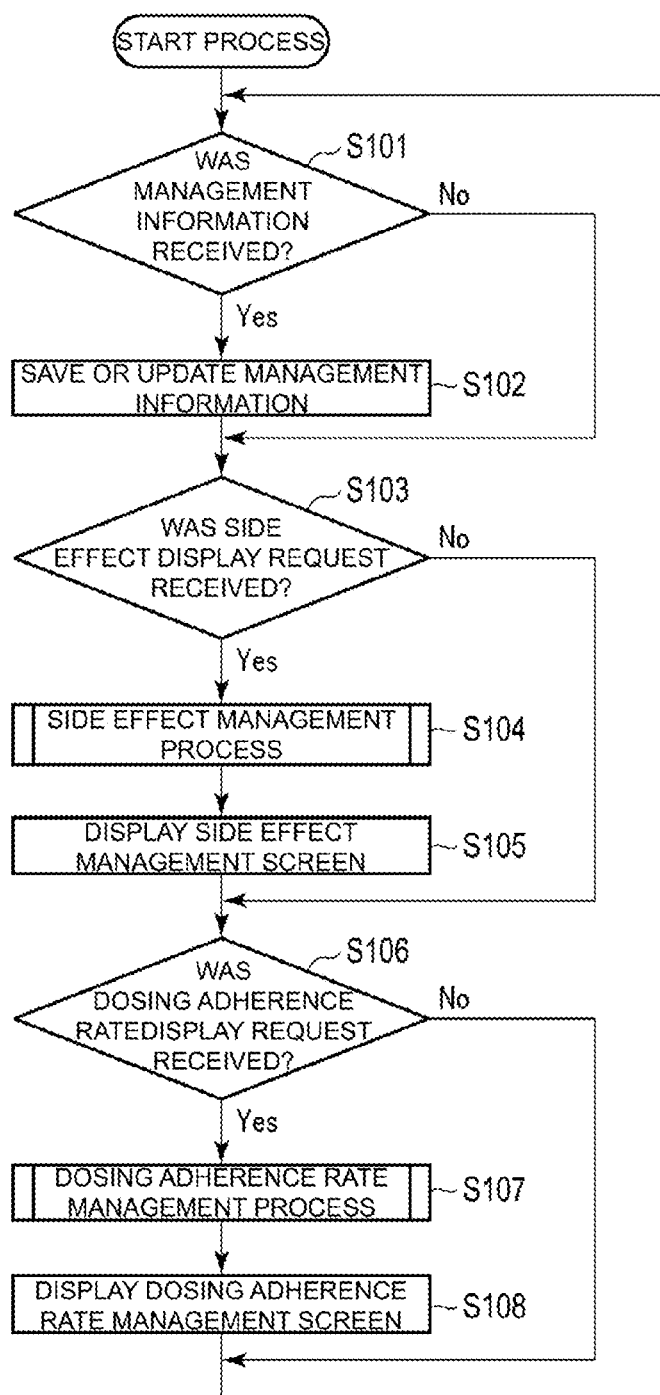 START PROCESS
S101
WAS
MANAGEMENT
INFORMATION
RECEIVED?
No
Yes
SAVE OR UPDATE MANAGEMENT
INFORMATION
S102
S103
WAS SIDE
EFFECT DISPLAY REQUEST
RECEIVED?
No
Yes
SIDE EFFECT MANAGEMENT
PROCESS
S104
DISPLAY SIDE EFFECT
MANAGEMENT SCREEN
S105
S106
WAS
DOSING ADHERENCE
RATEDISPLAY REQUEST
RECEIVED?
No
Yes
DOSING ADHERENCE RATE
MANAGEMENT PROCESS
S107
DISPLAY DOSING ADHERENCE
RATE MANAGEMENT SCREEN
S108